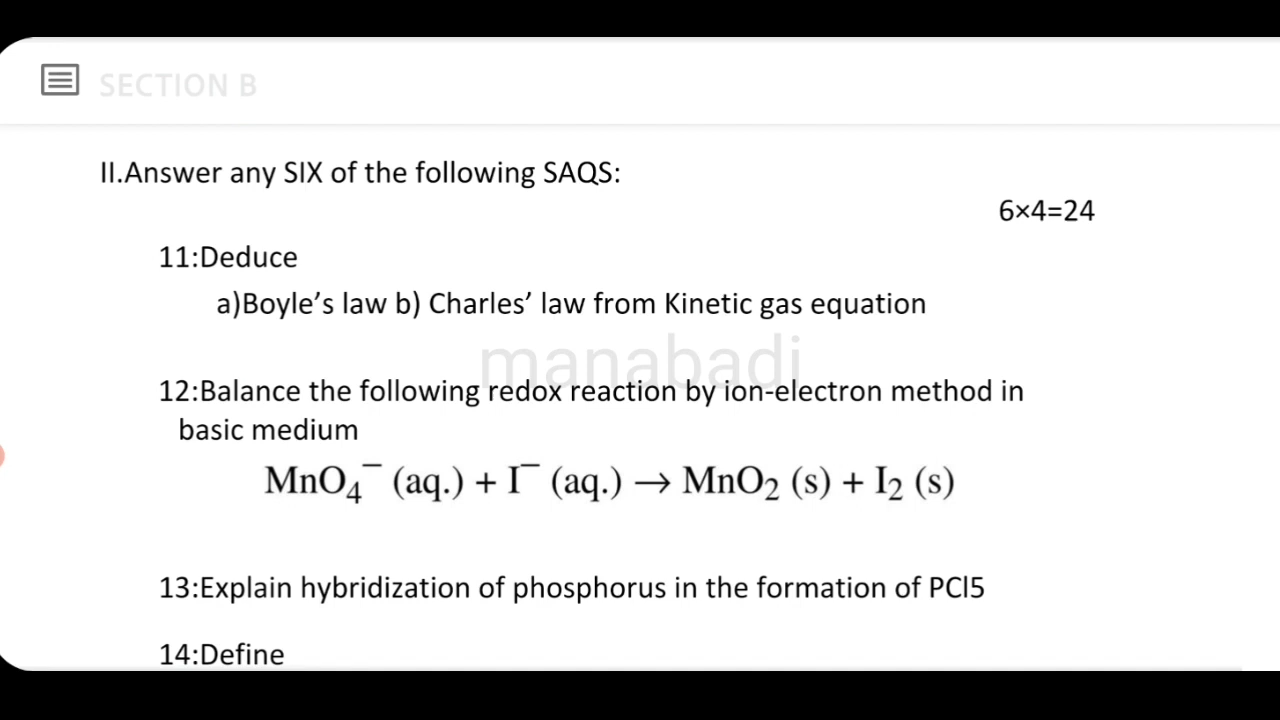 SECTION B
II.Answer any SIX of the following SAQS:
6×4=24
11:Deduce
a)Boyle’s law b) Charles’ law from Kinetic gas equation
manabadi
12:Balance the following redox reaction by ion-electron method in
basic medium
MnO₄⁻ (aq.) + I⁻ (aq.) → MnO₂ (s) + I₂ (s)
13:Explain hybridization of phosphorus in the formation of PCl5
14:Define